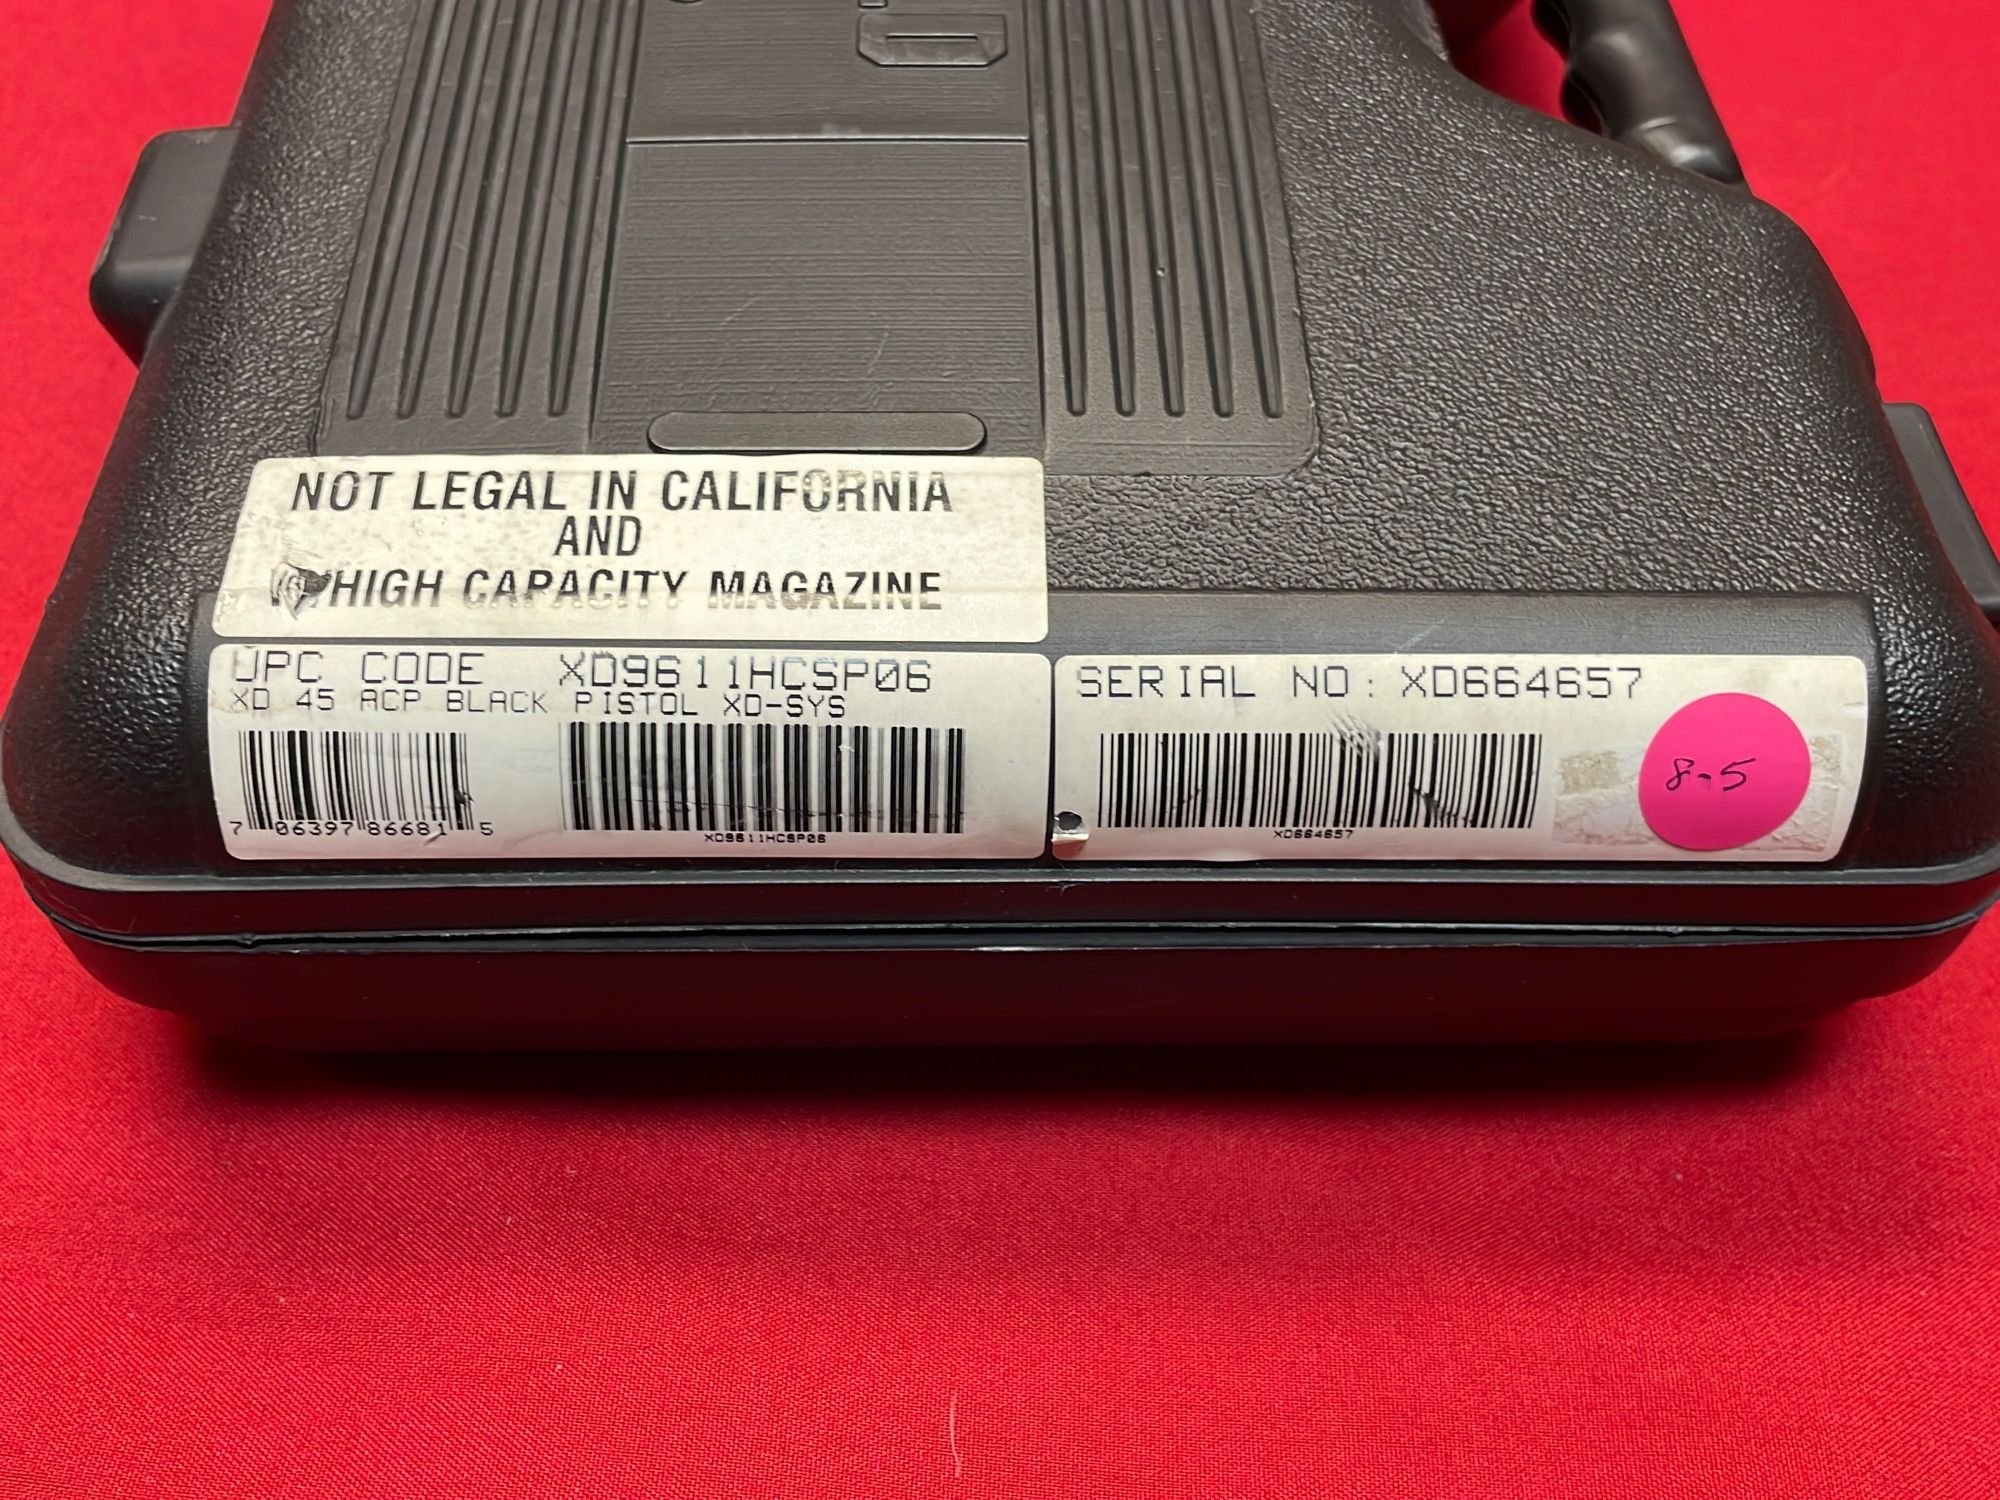 NOT LEGAL IN CALIFORNIA
AND
HIGH CAPACITY MAGAZINE
UPC CODE XD9611HCSP06
XD 45 ACP BLACK PISTOL XD-SYS
7 06397 86681 5
XD9611HCSP06
SERIAL NO: XD664657
XD664657
8-5